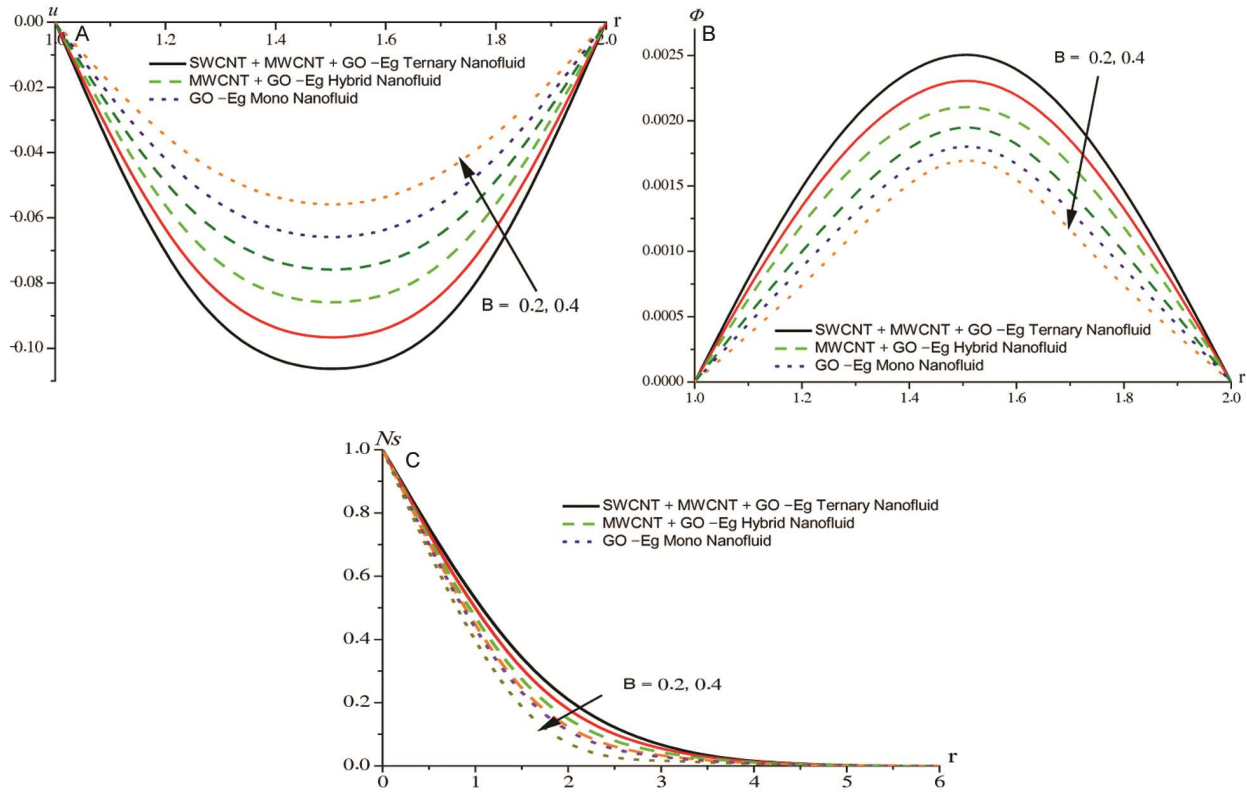 0.00
-0.02
-0.04
-0.06
-0.08
-0.10
u
A
r
1.0
1.2
1.4
1.6
1.8
2.0
SWCNT + MWCNT + GO −Eg Ternary Nanofluid
MWCNT + GO −Eg Hybrid Nanofluid
GO −Eg Mono Nanofluid
B = 0.2, 0.4
Φ
B
0.0025
0.0020
0.0015
0.0010
0.0005
0.0000
B = 0.2, 0.4
SWCNT + MWCNT + GO −Eg Ternary Nanofluid
MWCNT + GO −Eg Hybrid Nanofluid
GO −Eg Mono Nanofluid
r
1.0
1.2
1.4
1.6
1.8
2.0
Ns
C
1.0
0.8
0.6
0.4
0.2
0.0
SWCNT + MWCNT + GO −Eg Ternary Nanofluid
MWCNT + GO −Eg Hybrid Nanofluid
GO −Eg Mono Nanofluid
B = 0.2, 0.4
r
0
1
2
3
4
5
6